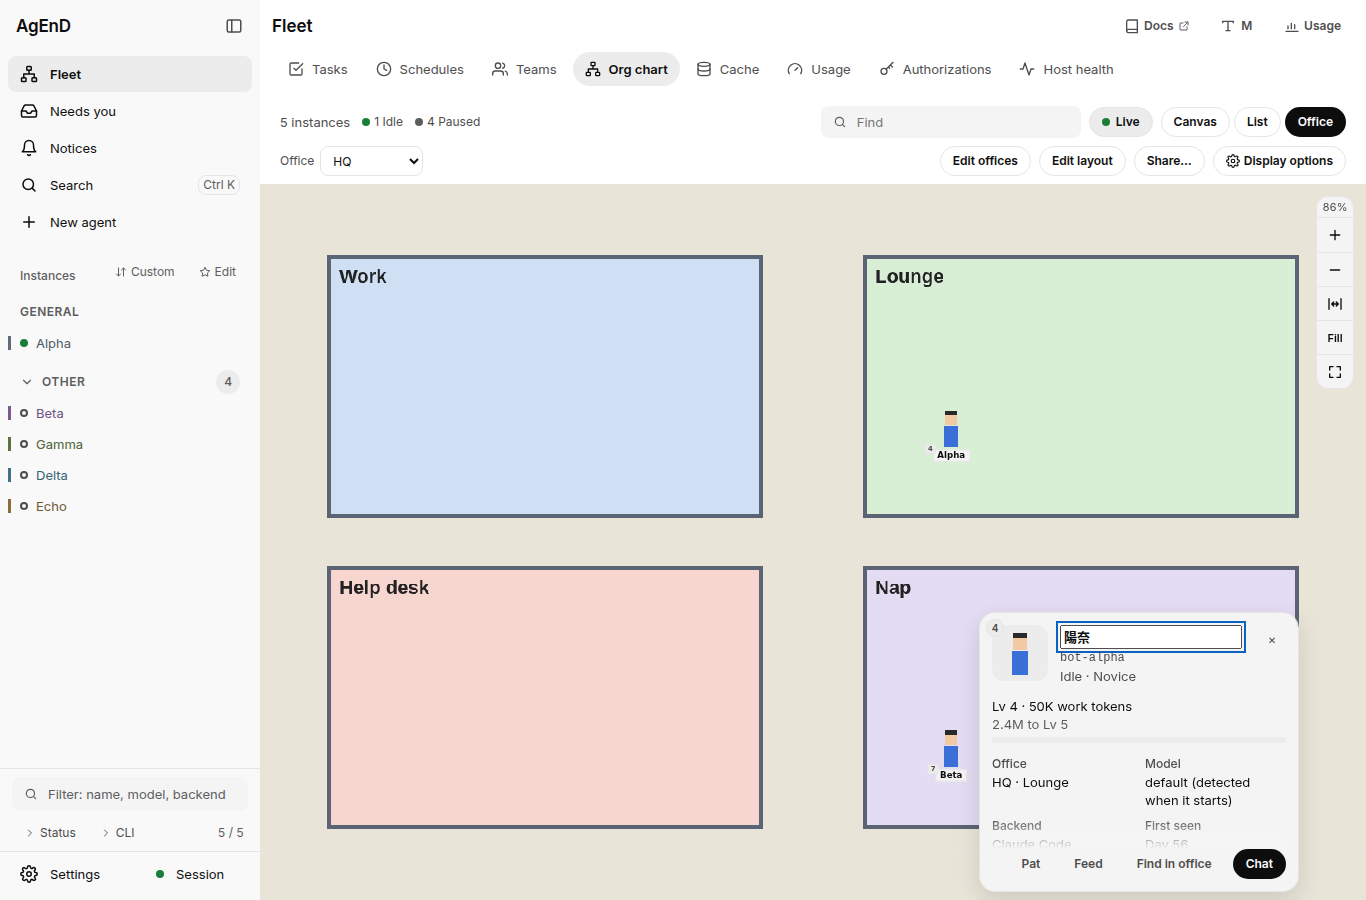 AgEnD
Fleet
Needs you
Notices
Search
Ctrl K
New agent
Instances
Custom
Edit
GENERAL
Alpha
OTHER
4
Beta
Gamma
Delta
Echo
Filter: name, model, backend
Status
CLI
5 / 5
Settings
Session
Fleet
Docs
M
Usage
Tasks
Schedules
Teams
Org chart
Cache
Usage
Authorizations
Host health
5 instances
1 Idle
4 Paused
Find
Live
Canvas
List
Office
Office
HQ
Edit offices
Edit layout
Share...
Display options
86%
Fill
Work
Lounge
4
Alpha
Help desk
Nap
7
Beta
4
陽奈
×
bot-alpha
Idle · Novice
Lv 4 · 50K work tokens
2.4M to Lv 5
Office
Model
HQ · Lounge
default (detected
when it starts)
Backend
First seen
Claude Code
Day 56
Pat
Feed
Find in office
Chat